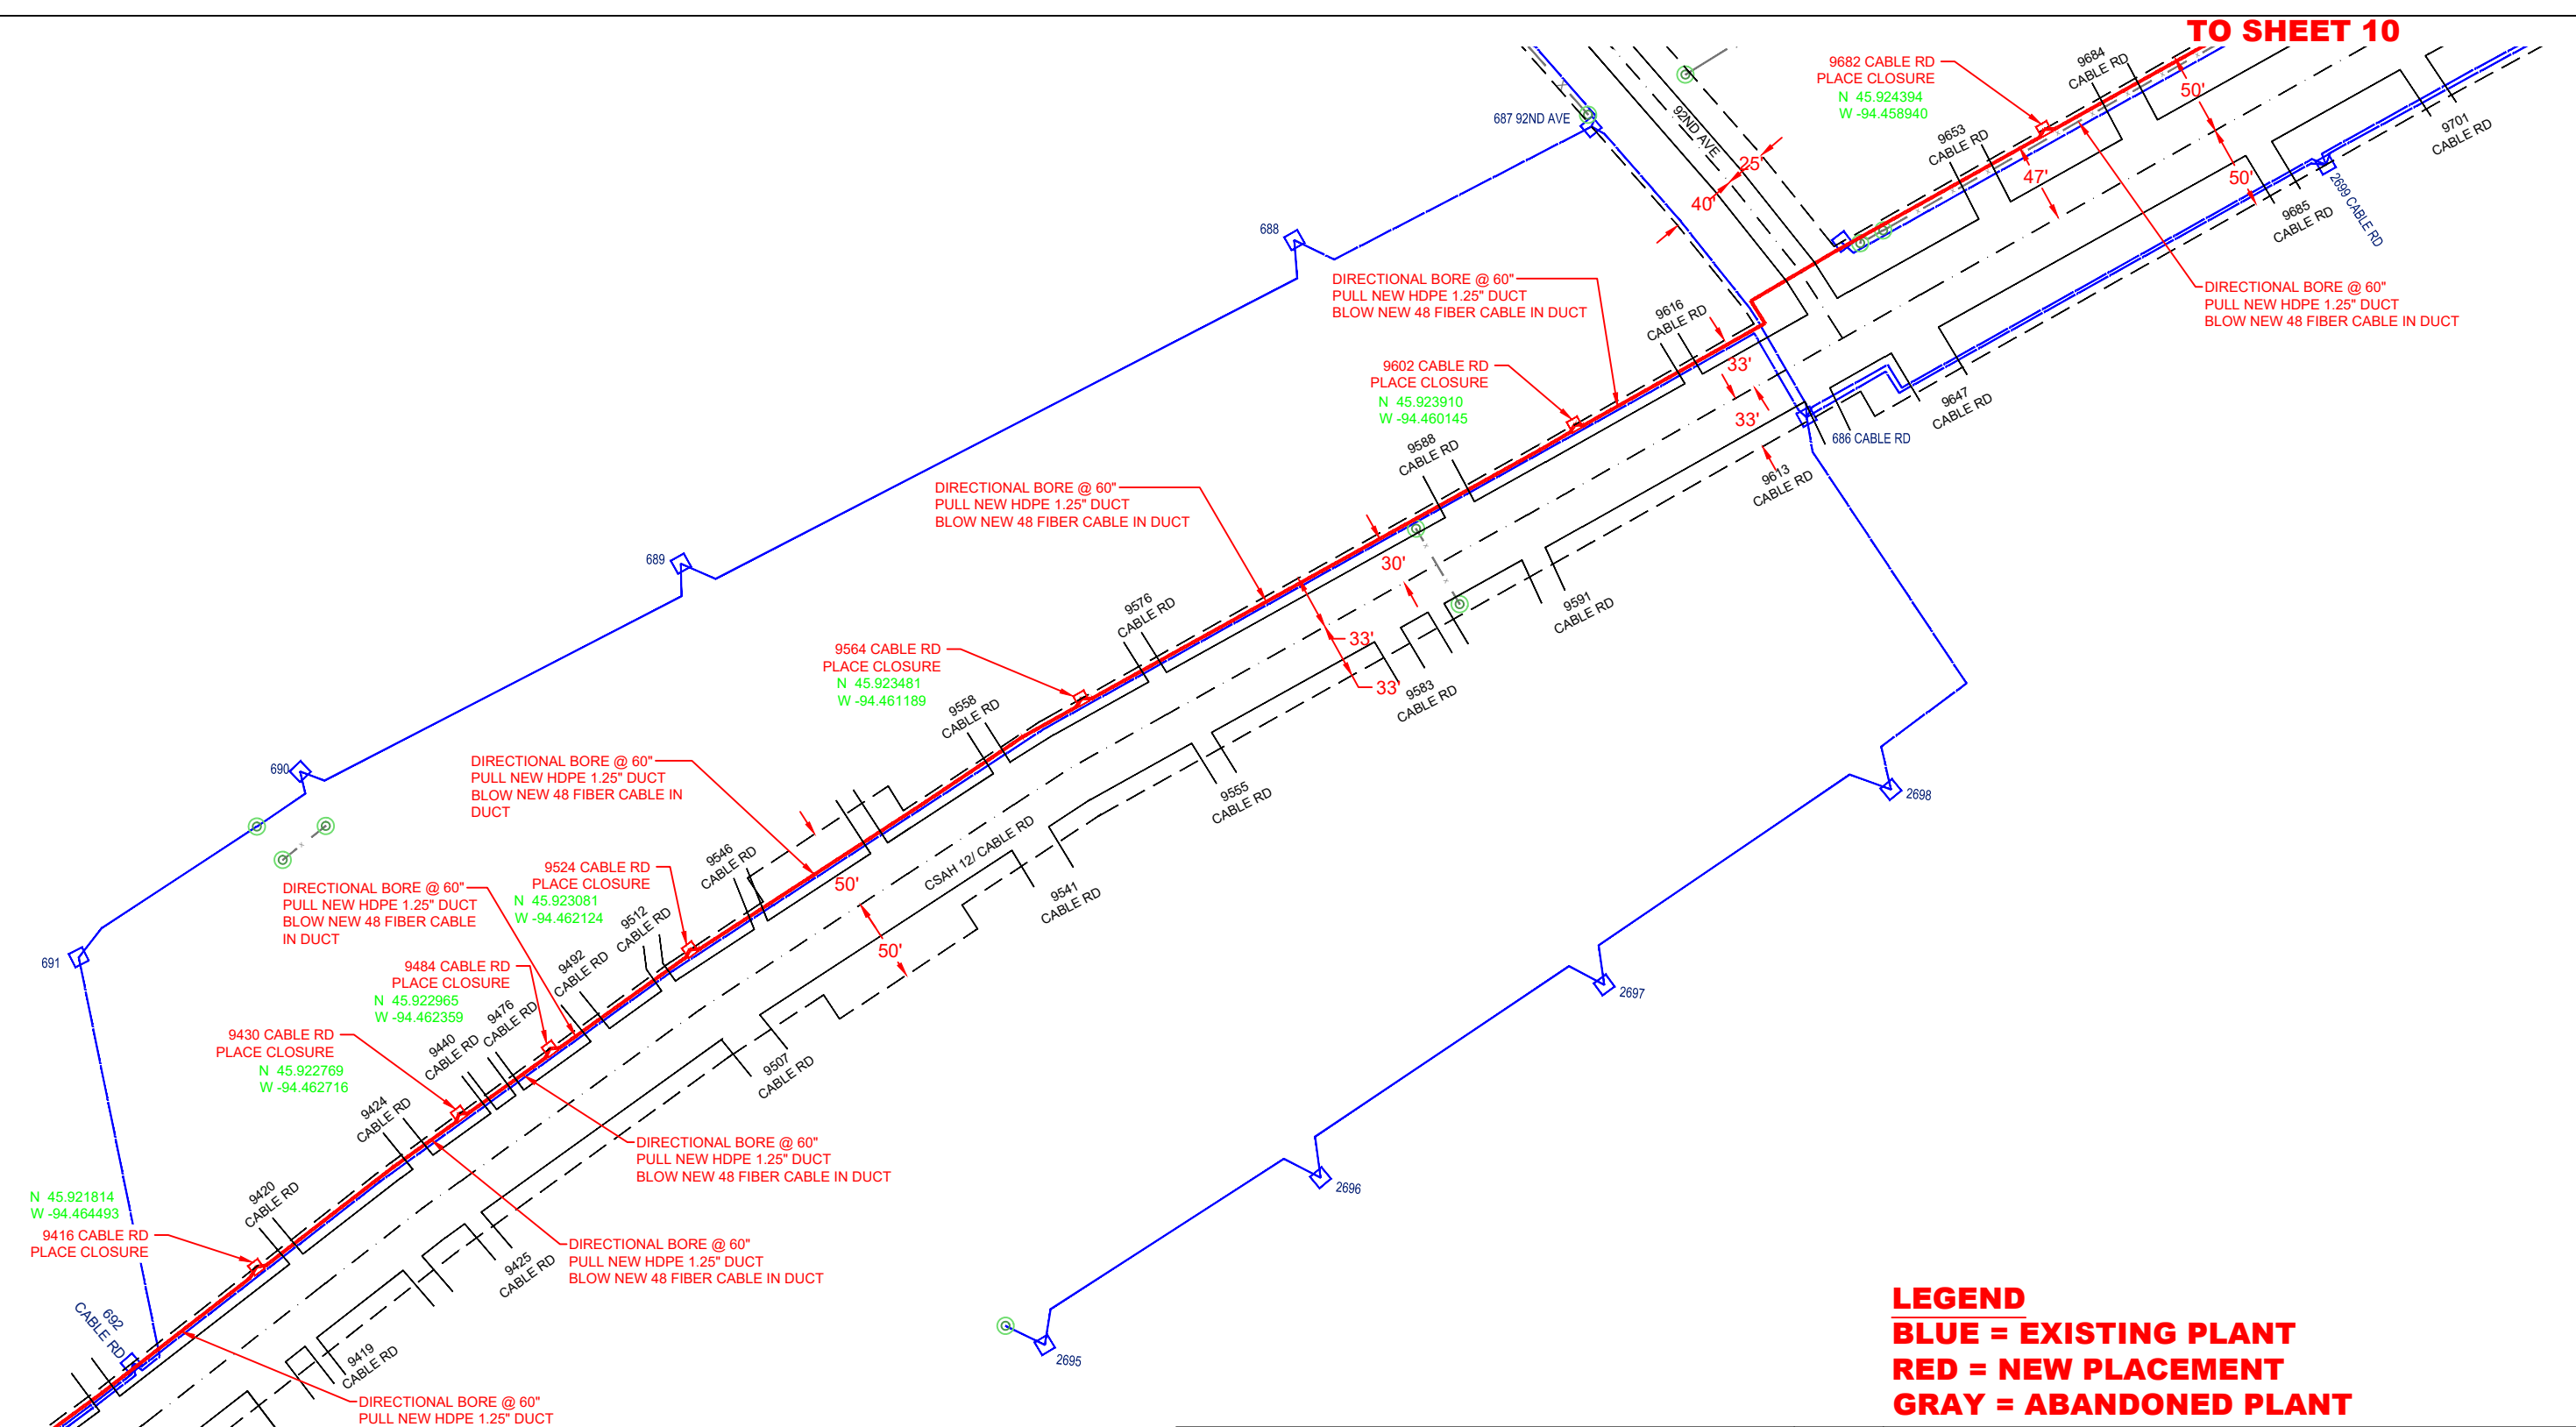 TO SHEET 10
9682 CABLE RD
PLACE CLOSURE
N 45.924394
W -94.458940
9684
CABLE RD
50'
9701
CABLE RD
687 92ND AVE
92ND AVE
25'
40'
9653
CABLE RD
47'
50'
9685
CABLE RD
2699 CABLE RD
688
DIRECTIONAL BORE @ 60"
PULL NEW HDPE 1.25" DUCT
BLOW NEW 48 FIBER CABLE IN DUCT
DIRECTIONAL BORE @ 60"
PULL NEW HDPE 1.25" DUCT
BLOW NEW 48 FIBER CABLE IN DUCT
9616
CABLE RD
33'
33'
9602 CABLE RD
PLACE CLOSURE
N 45.923910
W -94.460145
9647
CABLE RD
686 CABLE RD
9588
CABLE RD
9613
CABLE RD
DIRECTIONAL BORE @ 60"
PULL NEW HDPE 1.25" DUCT
BLOW NEW 48 FIBER CABLE IN DUCT
689
30'
9591
CABLE RD
9576
CABLE RD
33'
33'
9583
CABLE RD
9564 CABLE RD
PLACE CLOSURE
N 45.923481
W -94.461189
9558
CABLE RD
690
DIRECTIONAL BORE @ 60"
PULL NEW HDPE 1.25" DUCT
BLOW NEW 48 FIBER CABLE IN
DUCT
9555
CABLE RD
2698
CSAH 12/ CABLE RD
9546
CABLE RD
50'
50'
9541
CABLE RD
9524 CABLE RD
PLACE CLOSURE
N 45.923081
W -94.462124
DIRECTIONAL BORE @ 60"
PULL NEW HDPE 1.25" DUCT
BLOW NEW 48 FIBER CABLE
IN DUCT
9512
CABLE RD
691
9492
CABLE RD
9484 CABLE RD
PLACE CLOSURE
N 45.922965
W -94.462359
2697
9476
CABLE RD
9440
CABLE RD
9430 CABLE RD
PLACE CLOSURE
N 45.922769
W -94.462716
9507
CABLE RD
9424
CABLE RD
DIRECTIONAL BORE @ 60"
PULL NEW HDPE 1.25" DUCT
BLOW NEW 48 FIBER CABLE IN DUCT
2696
N 45.921814
W -94.464493
9416 CABLE RD
PLACE CLOSURE
9420
CABLE RD
9425
CABLE RD
DIRECTIONAL BORE @ 60"
PULL NEW HDPE 1.25" DUCT
BLOW NEW 48 FIBER CABLE IN DUCT
692
CABLE RD
9419
CABLE RD
2695
DIRECTIONAL BORE @ 60"
PULL NEW HDPE 1.25" DUCT
LEGEND
BLUE = EXISTING PLANT
RED = NEW PLACEMENT
GRAY = ABANDONED PLANT